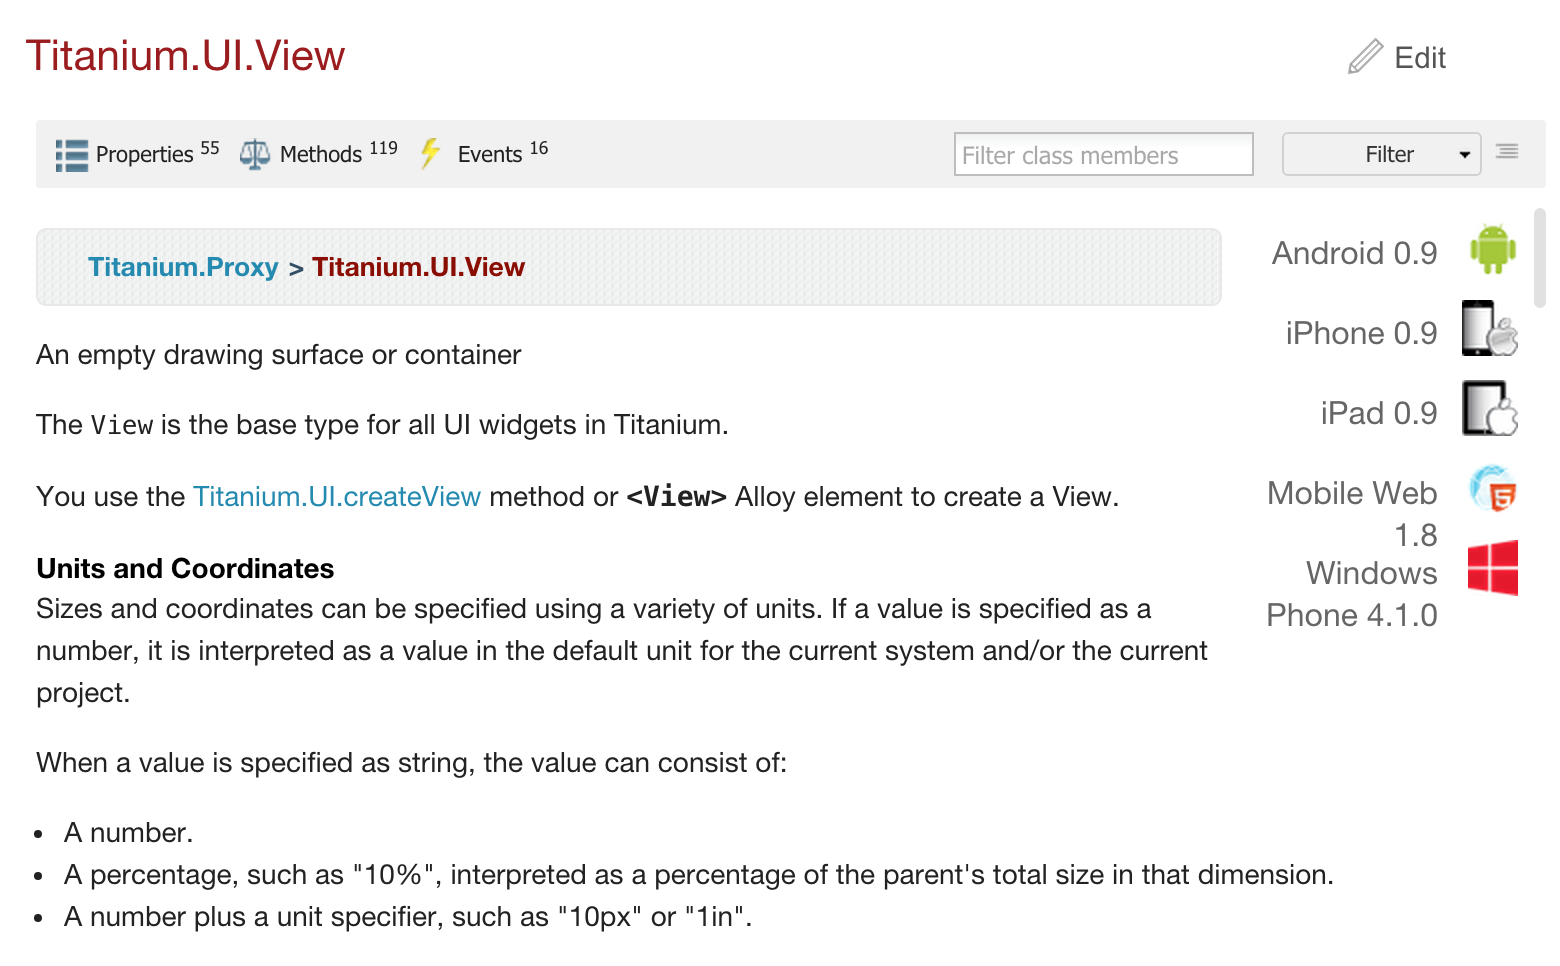 Titanium.UI.View
Edit
Properties 55 Methods 119 Events 16 Filter class members Filter
Titanium.Proxy > Titanium.UI.View
Android 0.9
iPhone 0.9
iPad 0.9
Mobile Web
1.8
Windows
Phone 4.1.0
An empty drawing surface or container
The View is the base type for all UI widgets in Titanium.
You use the Titanium.UI.createView method or <View> Alloy element to create a View.
Units and Coordinates
Sizes and coordinates can be specified using a variety of units. If a value is specified as a
number, it is interpreted as a value in the default unit for the current system and/or the current
project.
When a value is specified as string, the value can consist of:
• A number.
• A percentage, such as "10%", interpreted as a percentage of the parent's total size in that dimension.
• A number plus a unit specifier, such as "10px" or "1in".